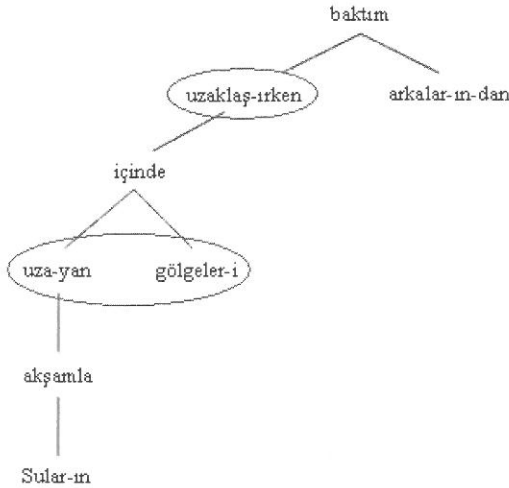 baktım
uzaklaş-ırken arkalar-ın-dan
içinde
uza-yan gölgeler-i
akşamla
Sular-ın